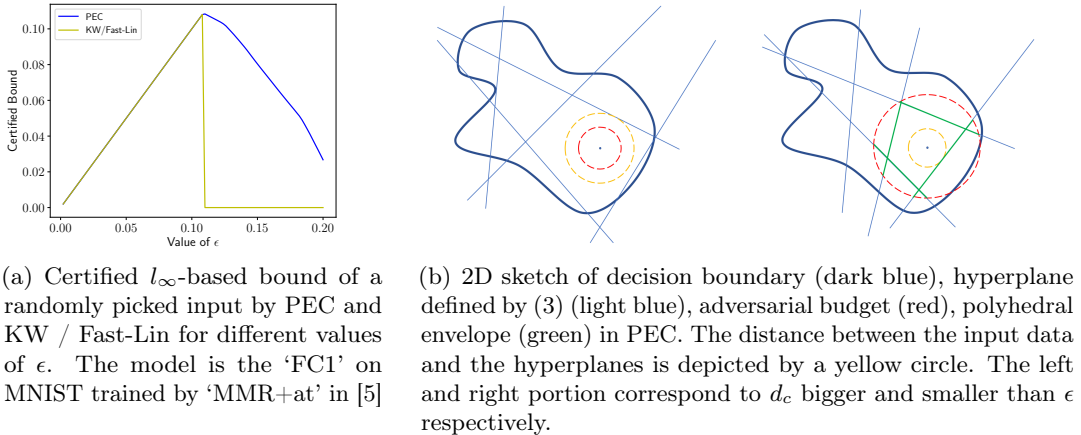 PEC
KW/Fast-Lin
0.10
0.08
0.06
0.04
0.02
0.00
Certified Bound
0.00 0.05 0.10 0.15 0.20
Value of ϵ
(a) Certified l∞-based bound of a
randomly picked input by PEC and
KW / Fast-Lin for different values
of ϵ. The model is the ‘FC1’ on
MNIST trained by ‘MMR+at’ in [5]
(b) 2D sketch of decision boundary (dark blue), hyperplane
defined by (3) (light blue), adversarial budget (red), polyhedral
envelope (green) in PEC. The distance between the input data
and the hyperplanes is depicted by a yellow circle. The left
and right portion correspond to d_c bigger and smaller than ϵ
respectively.